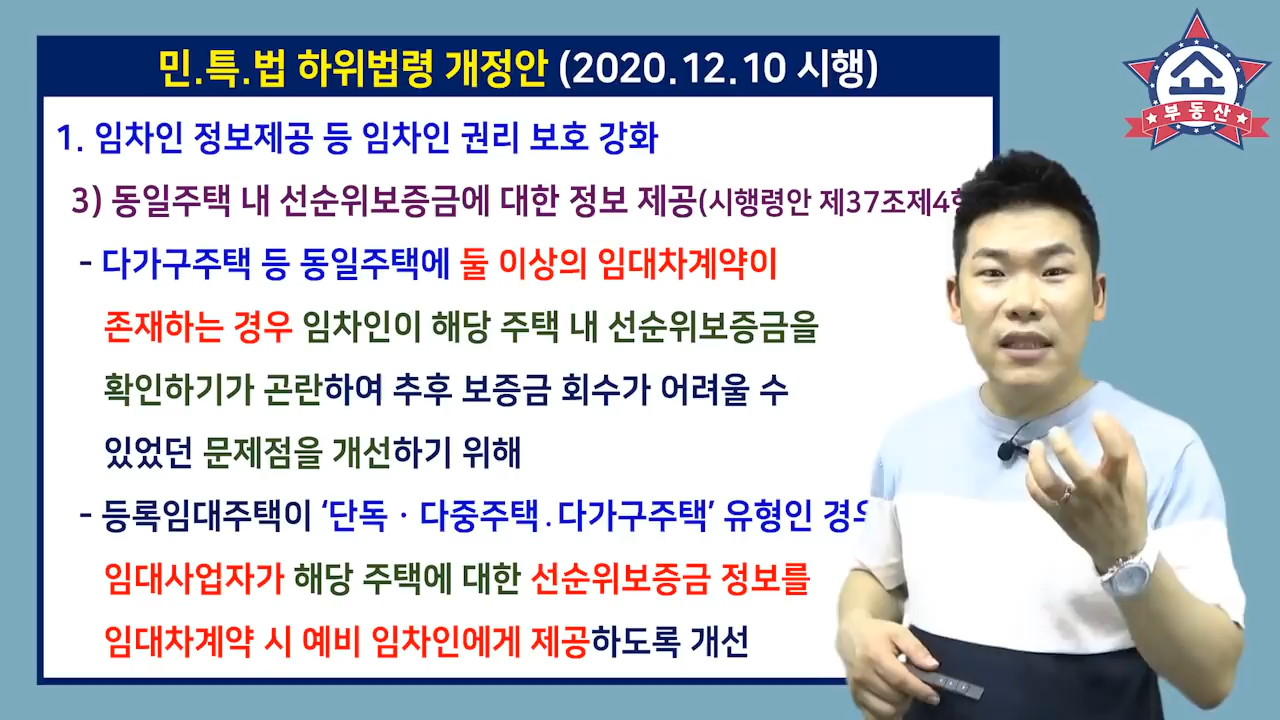 민.특.법 하위법령 개정안 (2020.12.10 시행)
부동산
1. 임차인 정보제공 등 임차인 권리 보호 강화
3) 동일주택 내 선순위보증금에 대한 정보 제공(시행령안 제37조제4항
- 다가구주택 등 동일주택에 둘 이상의 임대차계약이
존재하는 경우 임차인이 해당 주택 내 선순위보증금을
확인하기가 곤란하여 추후 보증금 회수가 어려울 수
있었던 문제점을 개선하기 위해
- 등록임대주택이 ‘단독 · 다중주택.다가구주택’ 유형인 경우
임대사업자가 해당 주택에 대한 선순위보증금 정보를
임대차계약 시 예비 임차인에게 제공하도록 개선